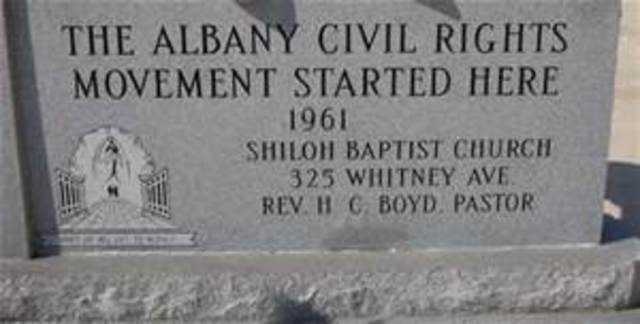 THE ALBANY CIVIL RIGHTS
MOVEMENT STARTED HERE
1961
SHILOH BAPTIST CHURCH
325 WHITNEY AVE
REV. H C. BOYD. PASTOR